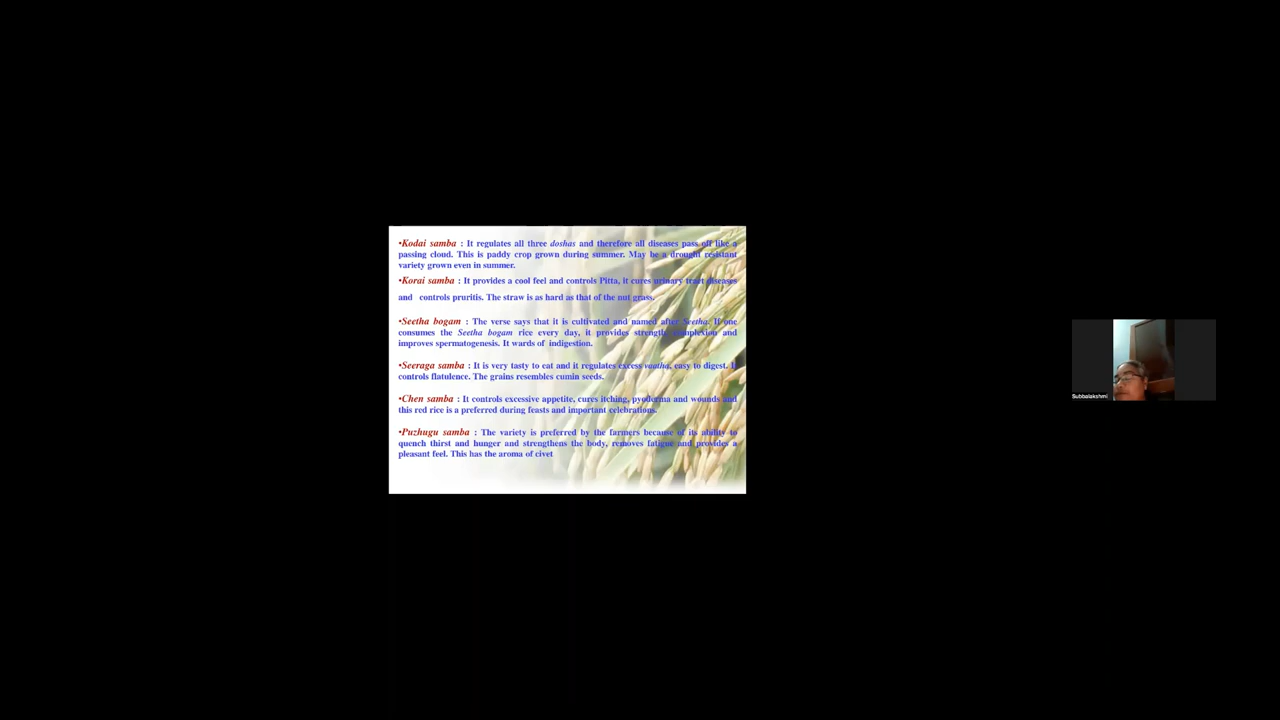 •Kodai samba : It regulates all three doshas and therefore all diseases pass off like a
passing cloud. This is paddy crop grown during summer. May be a drought resistant
variety grown even in summer.
•Korai samba : It provides a cool feel and controls Pitta, it cures urinary tract diseases
and controls pruritis. The straw is as hard as that of the nut grass.
•Seetha bogam : The verse says that it is cultivated and named after Seetha. If one
consumes the Seetha bogam rice every day, it provides strength, complexion and
improves spermatogenesis. It wards of indigestion.
•Seeraga samba : It is very tasty to eat and it regulates excess vaatha, easy to digest. It
controls flatulence. The grains resembles cumin seeds.
•Chen samba : It controls excessive appetite, cures itching, pyoderma and wounds and
this red rice is a preferred during feasts and important celebrations.
•Puzhugu samba : The variety is preferred by the farmers because of its ability to
quench thirst and hunger and strengthens the body, removes fatigue and provides a
pleasant feel. This has the aroma of civet
Subbalakshmi